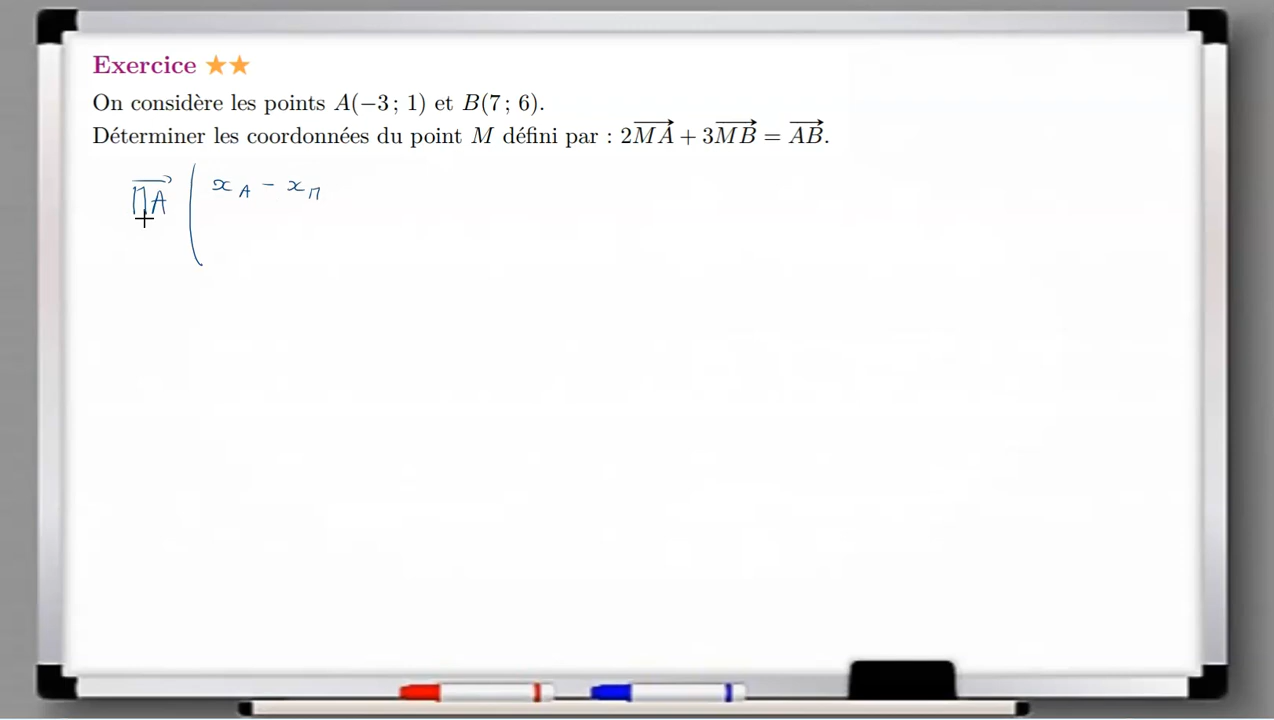 Exercice ★★
On considère les points A(−3 ; 1) et B(7 ; 6).
Déterminer les coordonnées du point M défini par : 2\overrightarrow{MA} + 3\overrightarrow{MB} = \overrightarrow{AB}.
\overrightarrow{MA} ( x_A − x_M